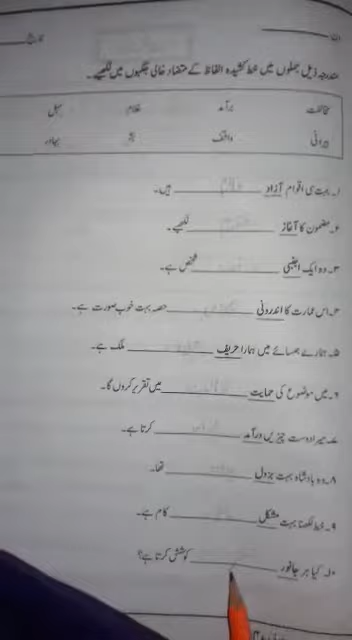 مندرجہ ذیل جملوں میں خط کشیدہ الفاظ کے متضاد خالی جگہوں میں لکھیے۔
مخالفت برآمد غلام سہل
بیرونی واقف بہادر
۱۔ بہت سی اقوام آزاد ہیں۔
۲۔ مضمون کا آغاز لکھیے۔
۳۔ وہ ایک اجنبی شخص ہے۔
۴۔ اس عمارت کا اندرونی حصہ بہت خوب صورت ہے۔
۵۔ ہمارے ہمسائے میں ہمارا حریف ملک ہے۔
۶۔ میں موضوع کی حمایت میں تقریر کروں گا۔
۷۔ میرا دوست چیزیں درآمد کرتا ہے۔
۸۔ وہ بادشاہ بہت بزدل تھا۔
۹۔ خط لکھنا بہت مشکل کام ہے۔
۱۰۔ کیا ہر جانور کوشش کرتا ہے؟